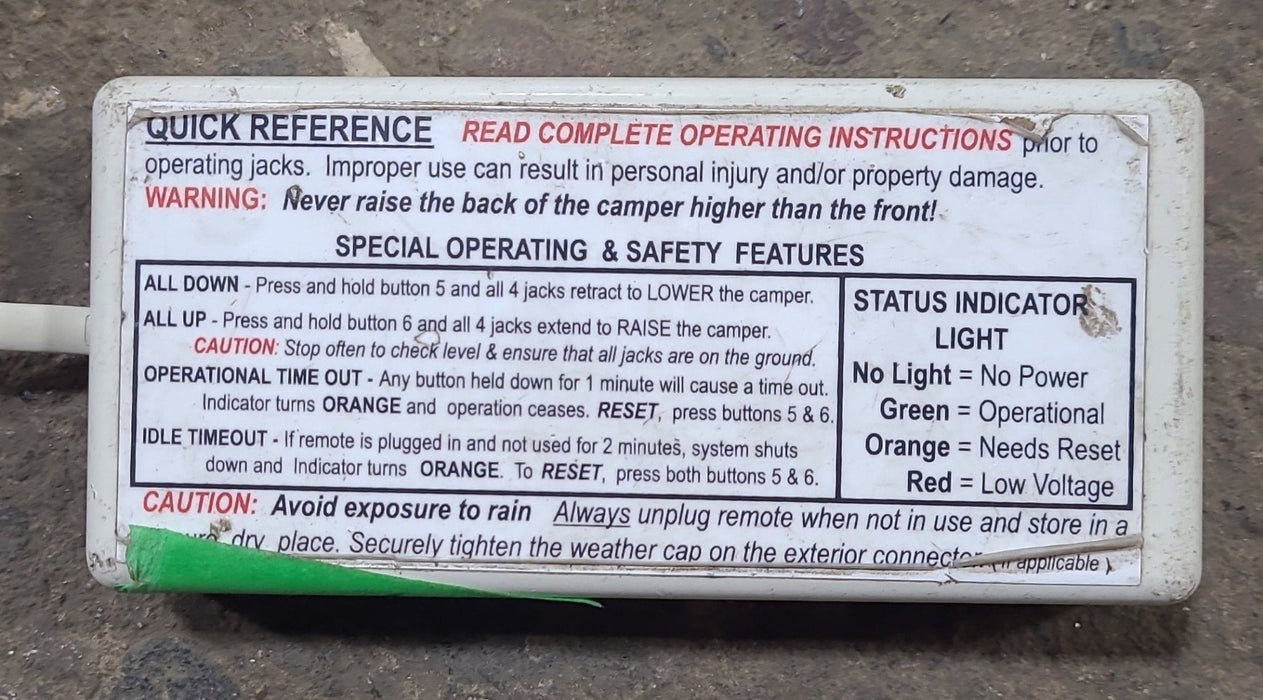 QUICK REFERENCE READ COMPLETE OPERATING INSTRUCTIONS prior to
operating jacks. Improper use can result in personal injury and/or property damage.
WARNING: Never raise the back of the camper higher than the front!
SPECIAL OPERATING & SAFETY FEATURES
ALL DOWN - Press and hold button 5 and all 4 jacks retract to LOWER the camper.
ALL UP - Press and hold button 6 and all 4 jacks extend to RAISE the camper.
CAUTION: Stop often to check level & ensure that all jacks are on the ground.
OPERATIONAL TIME OUT - Any button held down for 1 minute will cause a time out.
Indicator turns ORANGE and operation ceases. RESET, press buttons 5 & 6.
IDLE TIMEOUT - If remote is plugged in and not used for 2 minutes, system shuts
down and Indicator turns ORANGE. To RESET, press both buttons 5 & 6.
STATUS INDICATOR
LIGHT
No Light = No Power
Green = Operational
Orange = Needs Reset
Red = Low Voltage
CAUTION: Avoid exposure to rain Always unplug remote when not in use and store in a
dry place. Securely tighten the weather cap on the exterior connector (if applicable)